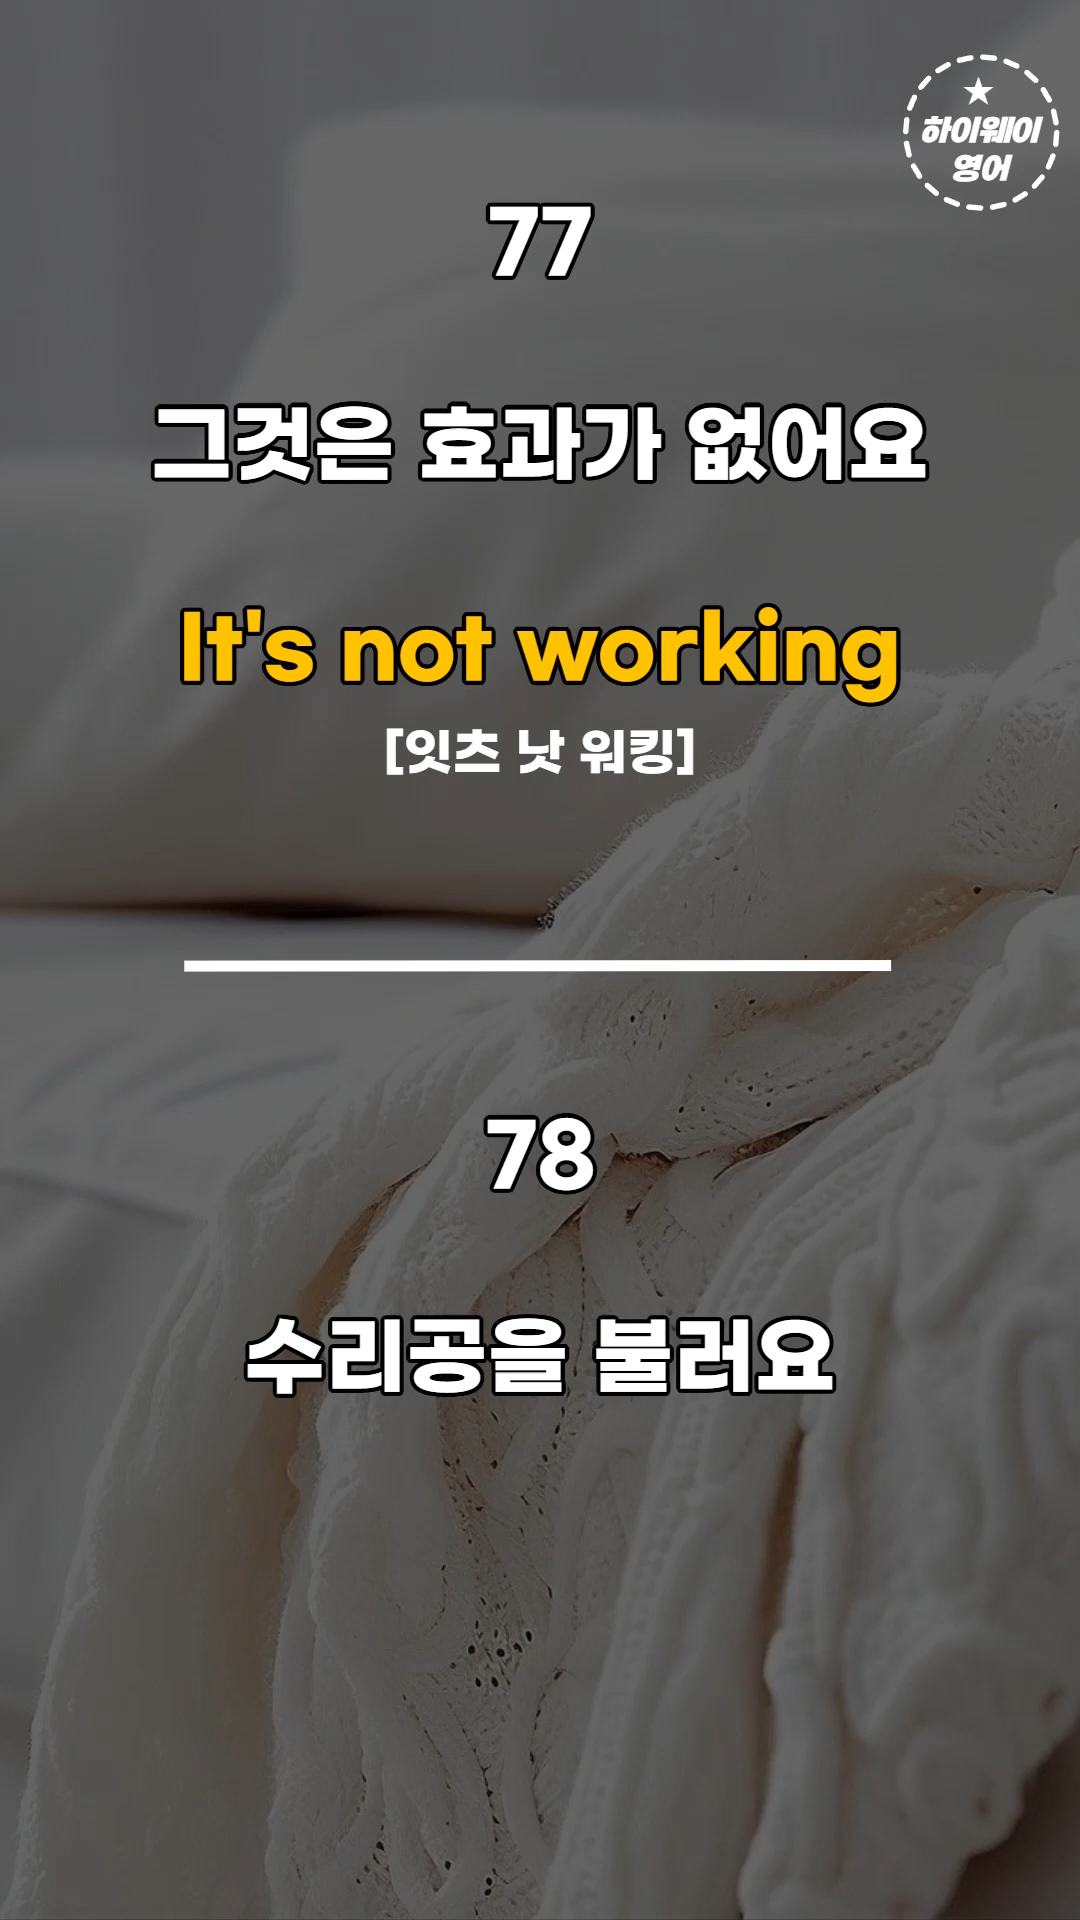 하이웨이
영어
77
그것은 효과가 없어요
It's not working
[잇츠 낫 워킹]
78
수리공을 불러요